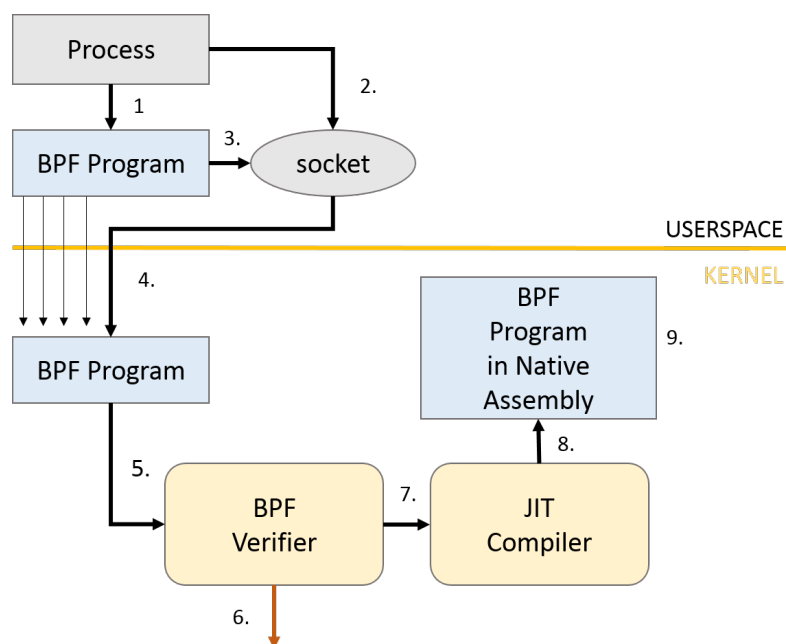 Process
1
2.
BPF Program
3.
socket
USERSPACE
KERNEL
4.
BPF
Program
in Native
Assembly
9.
BPF Program
5.
8.
BPF
Verifier
7.
JIT
Compiler
6.